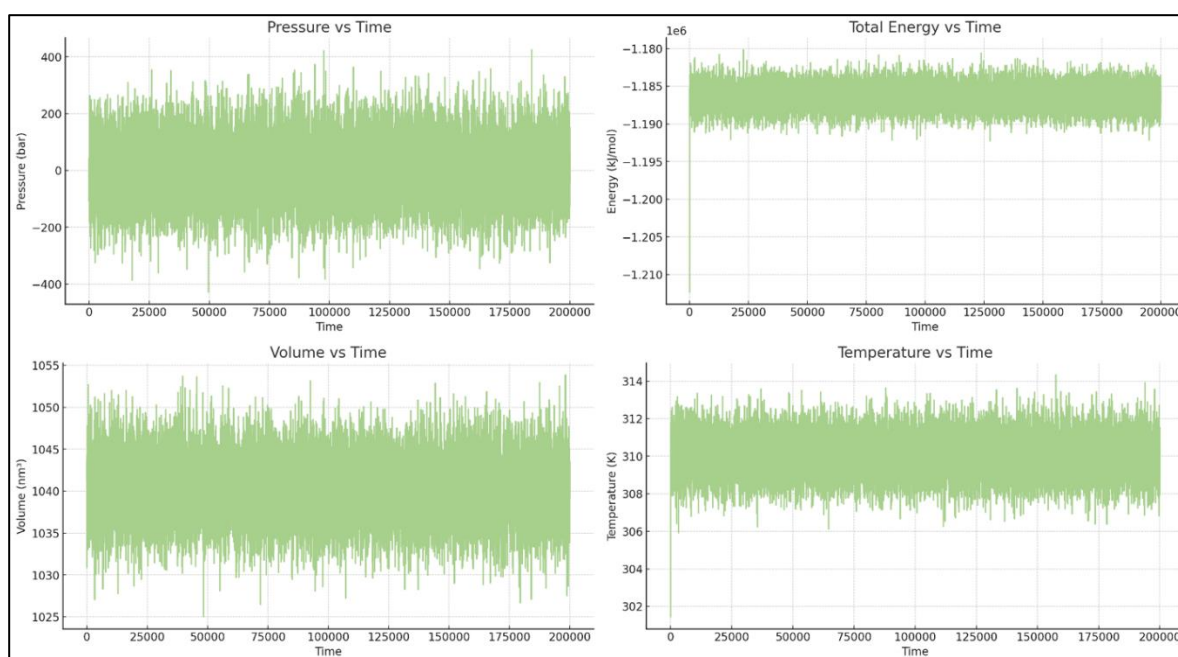 Pressure vs Time
400
200
0
−200
−400
Pressure (bar)
0 25000 50000 75000 100000 125000 150000 175000 200000
Time
Total Energy vs Time
1e6
−1.180
−1.185
−1.190
−1.195
−1.200
−1.205
−1.210
Energy (kJ/mol)
0 25000 50000 75000 100000 125000 150000 175000 200000
Time
Volume vs Time
1055
1050
1045
1040
1035
1030
1025
Volume (nm³)
0 25000 50000 75000 100000 125000 150000 175000 200000
Time
Temperature vs Time
314
312
310
308
306
304
302
Temperature (K)
0 25000 50000 75000 100000 125000 150000 175000 200000
Time